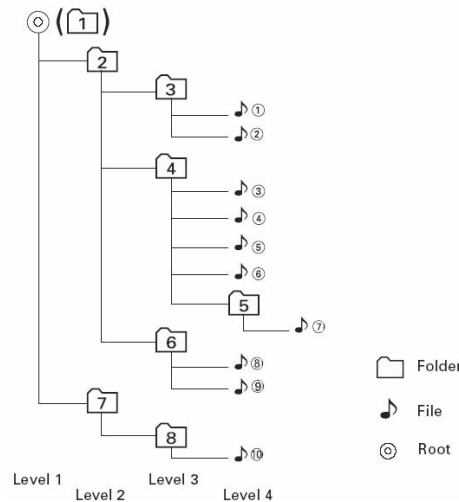 (1)
2
3
①
②
4
③
④
⑤
⑥
5
⑦
6
⑧
⑨
7
8
⑩
Folder
File
Root
Level 1
Level 2
Level 3
Level 4